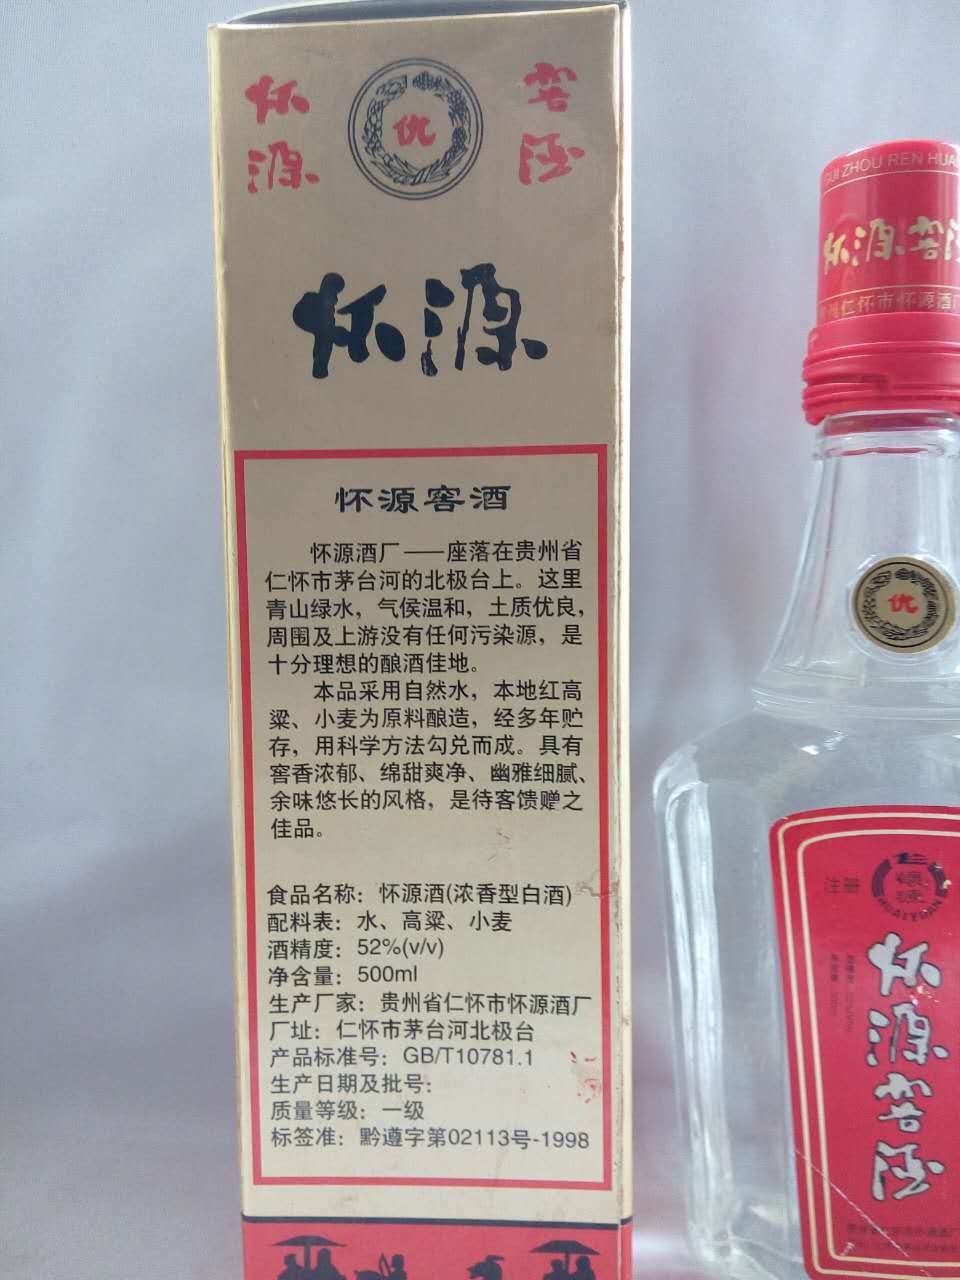 怀源
优
窖酒
怀源
怀源窖酒
怀源酒厂——座落在贵州省
仁怀市茅台河的北极台上。这里
青山绿水，气侯温和，土质优良，
周围及上游没有任何污染源，是
十分理想的酿酒佳地。
本品采用自然水，本地红高
粱、小麦为原料酿造，经多年贮
存，用科学方法勾兑而成。具有
窖香浓郁、绵甜爽净、幽雅细腻、
余味悠长的风格，是待客馈赠之
佳品。
食品名称：怀源酒(浓香型白酒)
配料表：水、高粱、小麦
酒精度：52%(v/v)
净含量：500ml
生产厂家：贵州省仁怀市怀源酒厂
厂址：仁怀市茅台河北极台
产品标准号：GB/T10781.1
生产日期及批号：
质量等级：一级
标签准：黔遵字第02113号-1998
GUI ZHOU REN HUA
怀源窖酒
仁怀市怀源酒厂
优
注册
HUAIYUAN
怀源窖酒